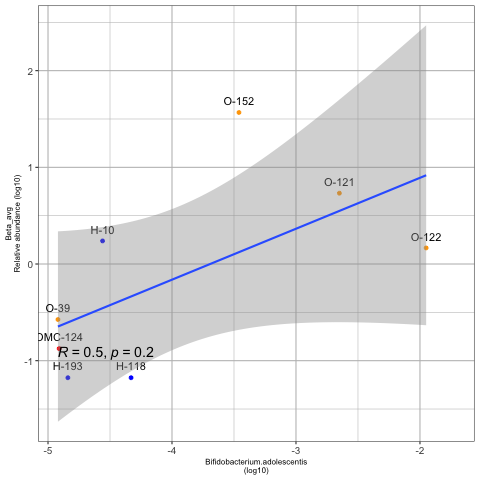 2
1
0
-1
-5
-4
-3
-2
Beta_avg
Relative abundance (log10)
Bifidobacterium.adolescentis
(log10)
O-152
O-121
H-10
O-122
O-39
OMC-124
R = 0.5, p = 0.2
H-193
H-118